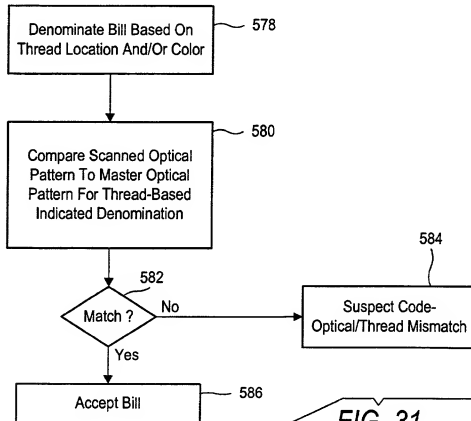 Denominate Bill Based On
Thread Location And/Or Color
578
580
Compare Scanned Optical
Pattern To Master Optical
Pattern For Thread-Based
Indicated Denomination
582
Match ?
No
584
Suspect Code-
Optical/Thread Mismatch
Yes
Accept Bill
586
FIG. 31